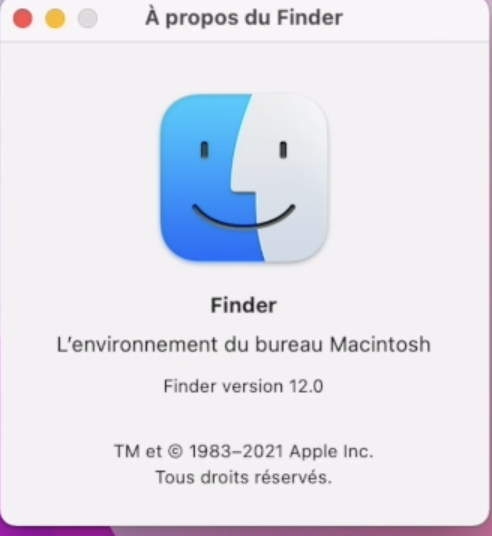 À propos du Finder
Finder
L'environnement du bureau Macintosh
Finder version 12.0
TM et © 1983–2021 Apple Inc.
Tous droits réservés.